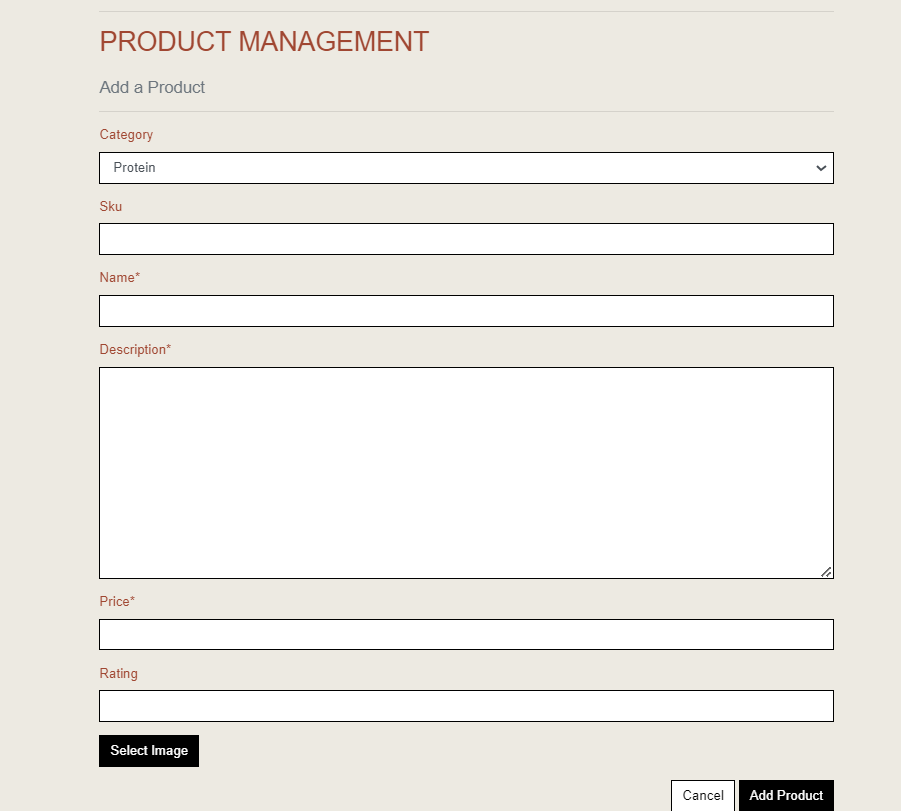 PRODUCT MANAGEMENT
Add a Product
Category
Protein
Sku
Name*
Description*
Price*
Rating
Select Image
Cancel Add Product